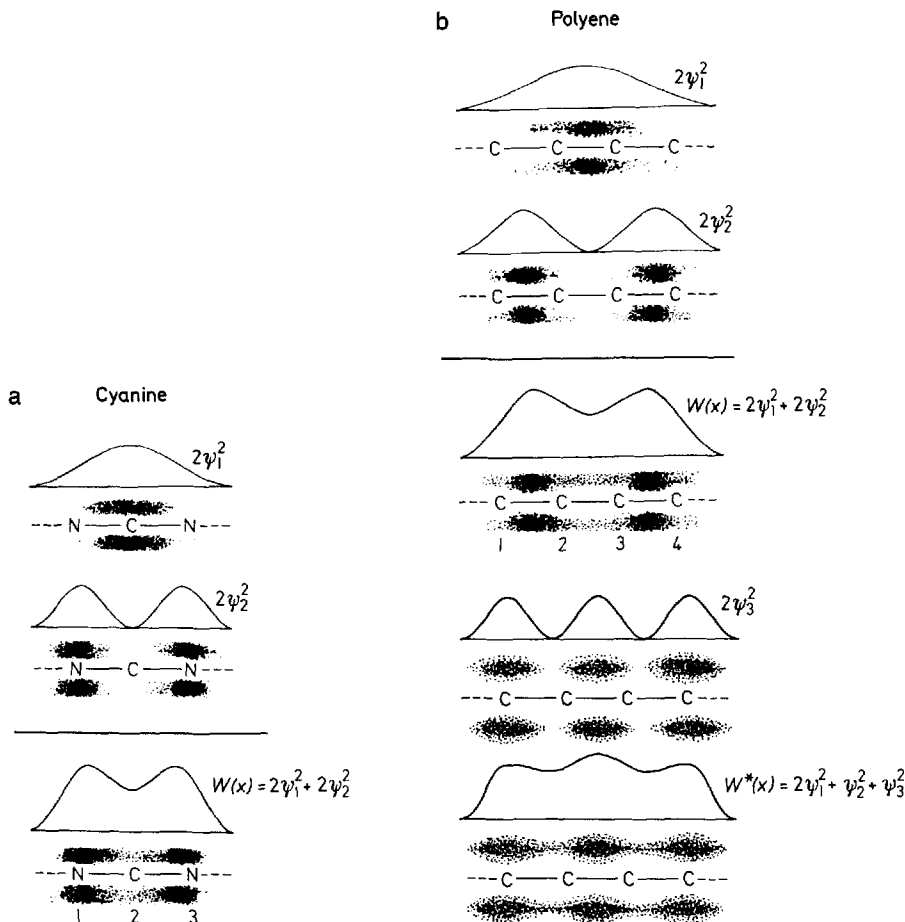 a
Cyanine
2ψ₁²
--- N — C — N ---
2ψ₂²
--- N — C — N ---
W(x) = 2ψ₁² + 2ψ₂²
--- N — C — N ---
1 2 3
b
Polyene
2ψ₁²
--- C — C — C — C ---
2ψ₂²
--- C — C — C — C ---
W(x) = 2ψ₁² + 2ψ₂²
--- C — C — C — C ---
1 2 3 4
2ψ₃²
--- C — C — C — C ---
W*(x) = 2ψ₁² + ψ₂² + ψ₃²
--- C — C — C — C ---